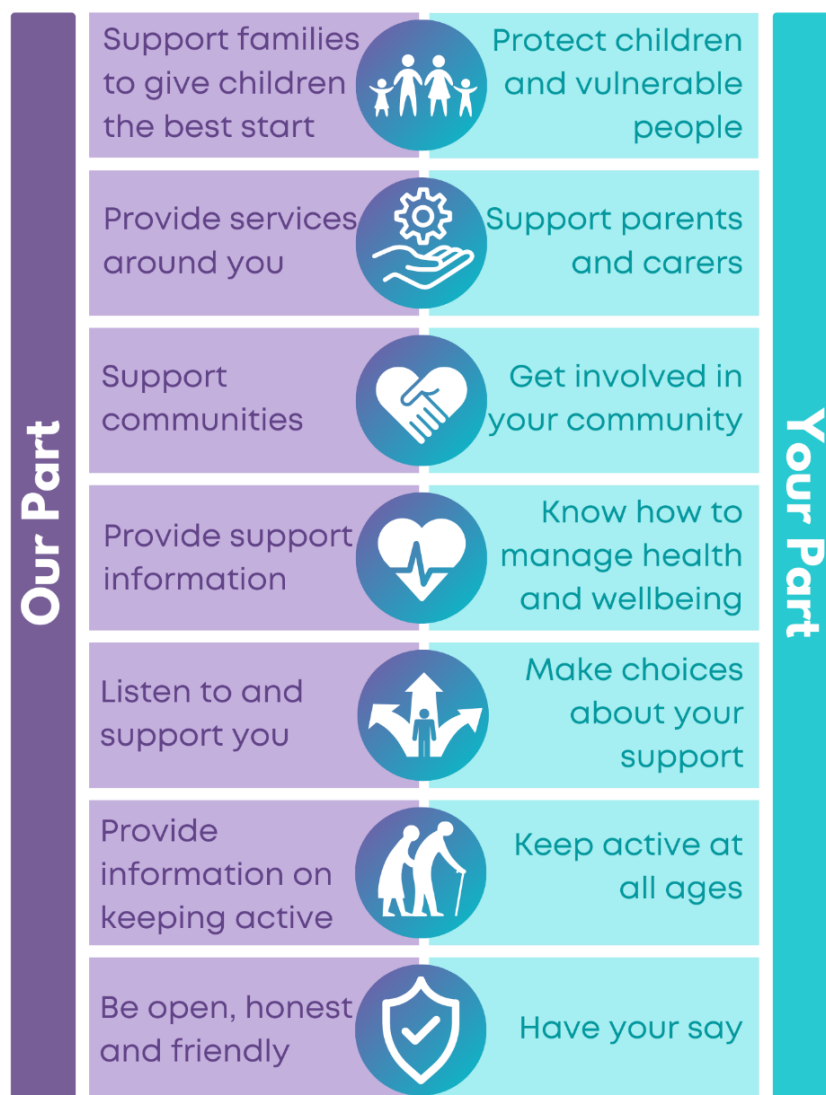 Our Part
Support families
to give children
the best start
Protect children
and vulnerable
people
Provide services
around you
Support parents
and carers
Support
communities
Get involved in
your community
Provide support
information
Know how to
manage health
and wellbeing
Listen to and
support you
Make choices
about your
support
Provide
information on
keeping active
Keep active at
all ages
Be open, honest
and friendly
Have your say
Your Part